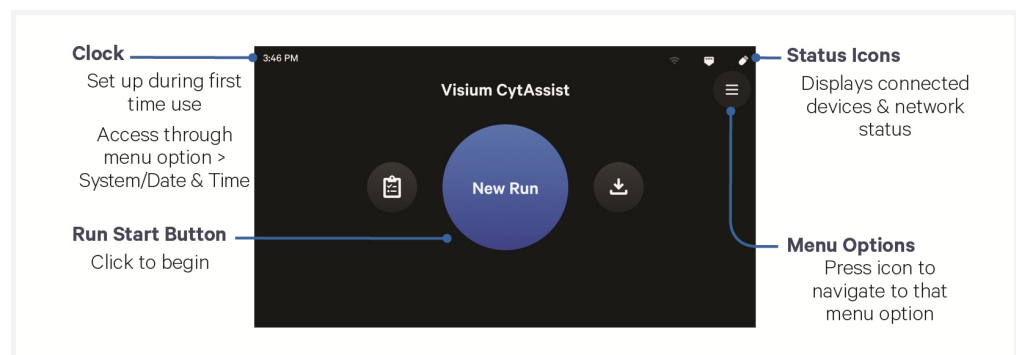 Clock
Set up during first
time use
Access through
menu option >
System/Date & Time
Run Start Button
Click to begin
3:46 PM
Visium CytAssist
New Run
Status Icons
Displays connected
devices & network
status
Menu Options
Press icon to
navigate to that
menu option